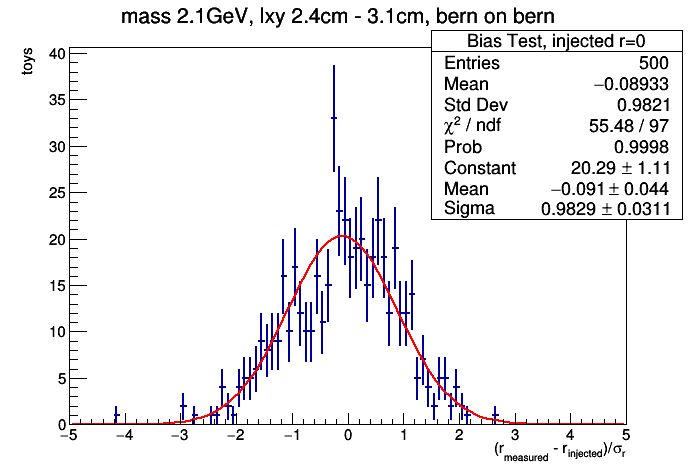 mass 2.1GeV, lxy 2.4cm - 3.1cm, bern on bern
toys
Bias Test, injected r=0
Entries 500
Mean −0.08933
Std Dev 0.9821
χ² / ndf 55.48 / 97
Prob 0.9998
Constant 20.29 ± 1.11
Mean −0.091 ± 0.044
Sigma 0.9829 ± 0.0311
40
35
30
25
20
15
10
5
0
−5 −4 −3 −2 −1 0 1 2 3 4 5
(r_measured - r_injected)/σ_r